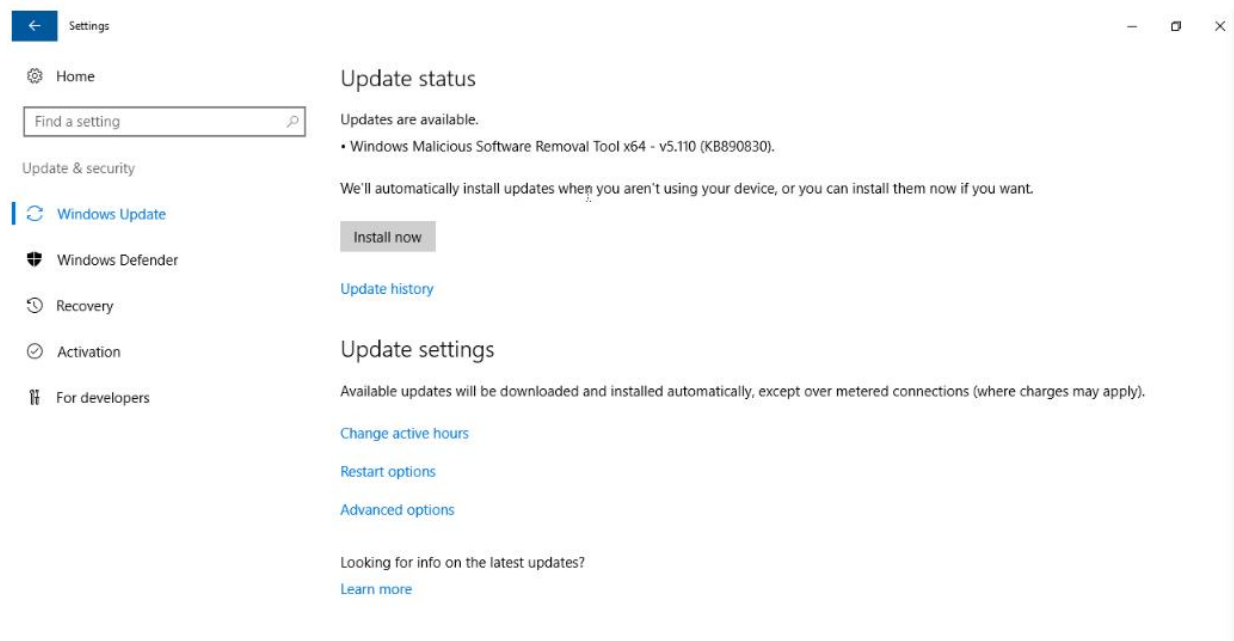 Settings
Home
Find a setting
Update & security
Windows Update
Windows Defender
Recovery
Activation
For developers
Update status
Updates are available.
• Windows Malicious Software Removal Tool x64 - v5.110 (KB890830).
We'll automatically install updates when you aren't using your device, or you can install them now if you want.
Install now
Update history
Update settings
Available updates will be downloaded and installed automatically, except over metered connections (where charges may apply).
Change active hours
Restart options
Advanced options
Looking for info on the latest updates?
Learn more